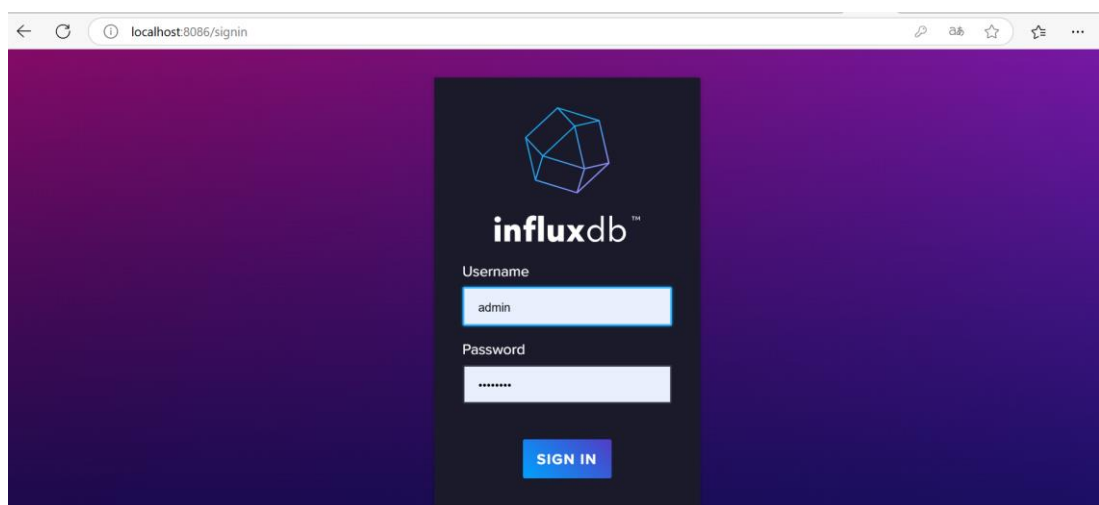 localhost:8086/signin
influxdb™
Username
admin
Password
••••••••
SIGN IN